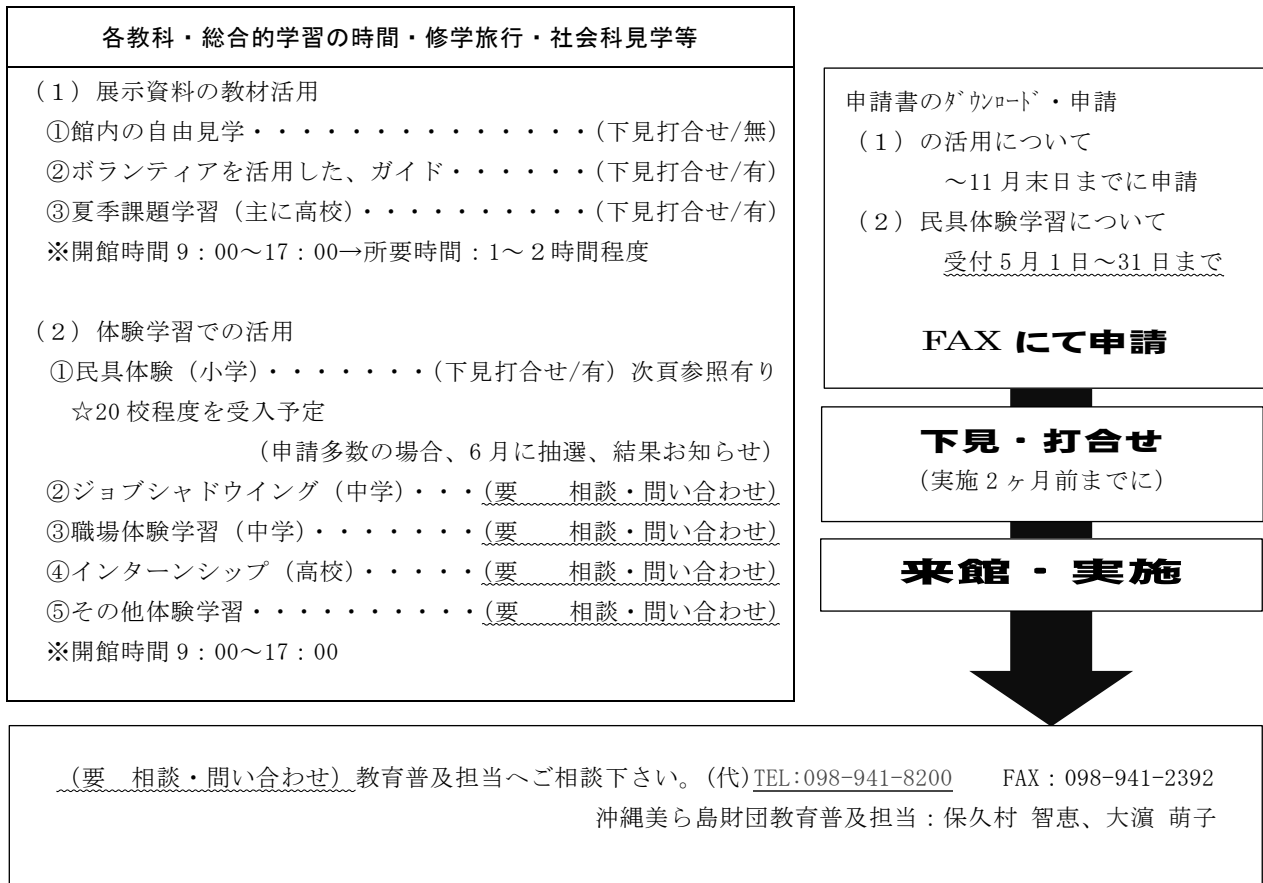 各教科・総合的学習の時間・修学旅行・社会科見学等
（１）展示資料の教材活用
①館内の自由見学・・・・・・・・・・・・・・(下見打合せ/無)
②ボランティアを活用した、ガイド・・・・・・(下見打合せ/有)
③夏季課題学習（主に高校）・・・・・・・・・・(下見打合せ/有)
※開館時間 9：00～17：00→所要時間：1～２時間程度
（２）体験学習での活用
①民具体験（小学）・・・・・・・(下見打合せ/有) 次頁参照有り
☆20 校程度を受入予定
（申請多数の場合、6 月に抽選、結果お知らせ）
②ジョブシャドウイング（中学）・・・(要　　相談・問い合わせ)
③職場体験学習（中学）・・・・・・・(要　　相談・問い合わせ)
④インターンシップ（高校）・・・・・(要　　相談・問い合わせ)
⑤その他体験学習・・・・・・・・・・(要　　相談・問い合わせ)
※開館時間 9：00～17：00
申請書のﾀﾞｳﾝﾛｰﾄﾞ・申請
（１）の活用について
～11 月末日までに申請
（２）民具体験学習について
受付 5 月 1 日～31 日まで
FAX にて申請
下見・打合せ
（実施 2 ヶ月前までに）
来館・実施
（要　相談・問い合わせ）教育普及担当へご相談下さい。(代)TEL:098-941-8200　　FAX：098-941-2392
沖縄美ら島財団教育普及担当：保久村 智恵、大濵 萌子